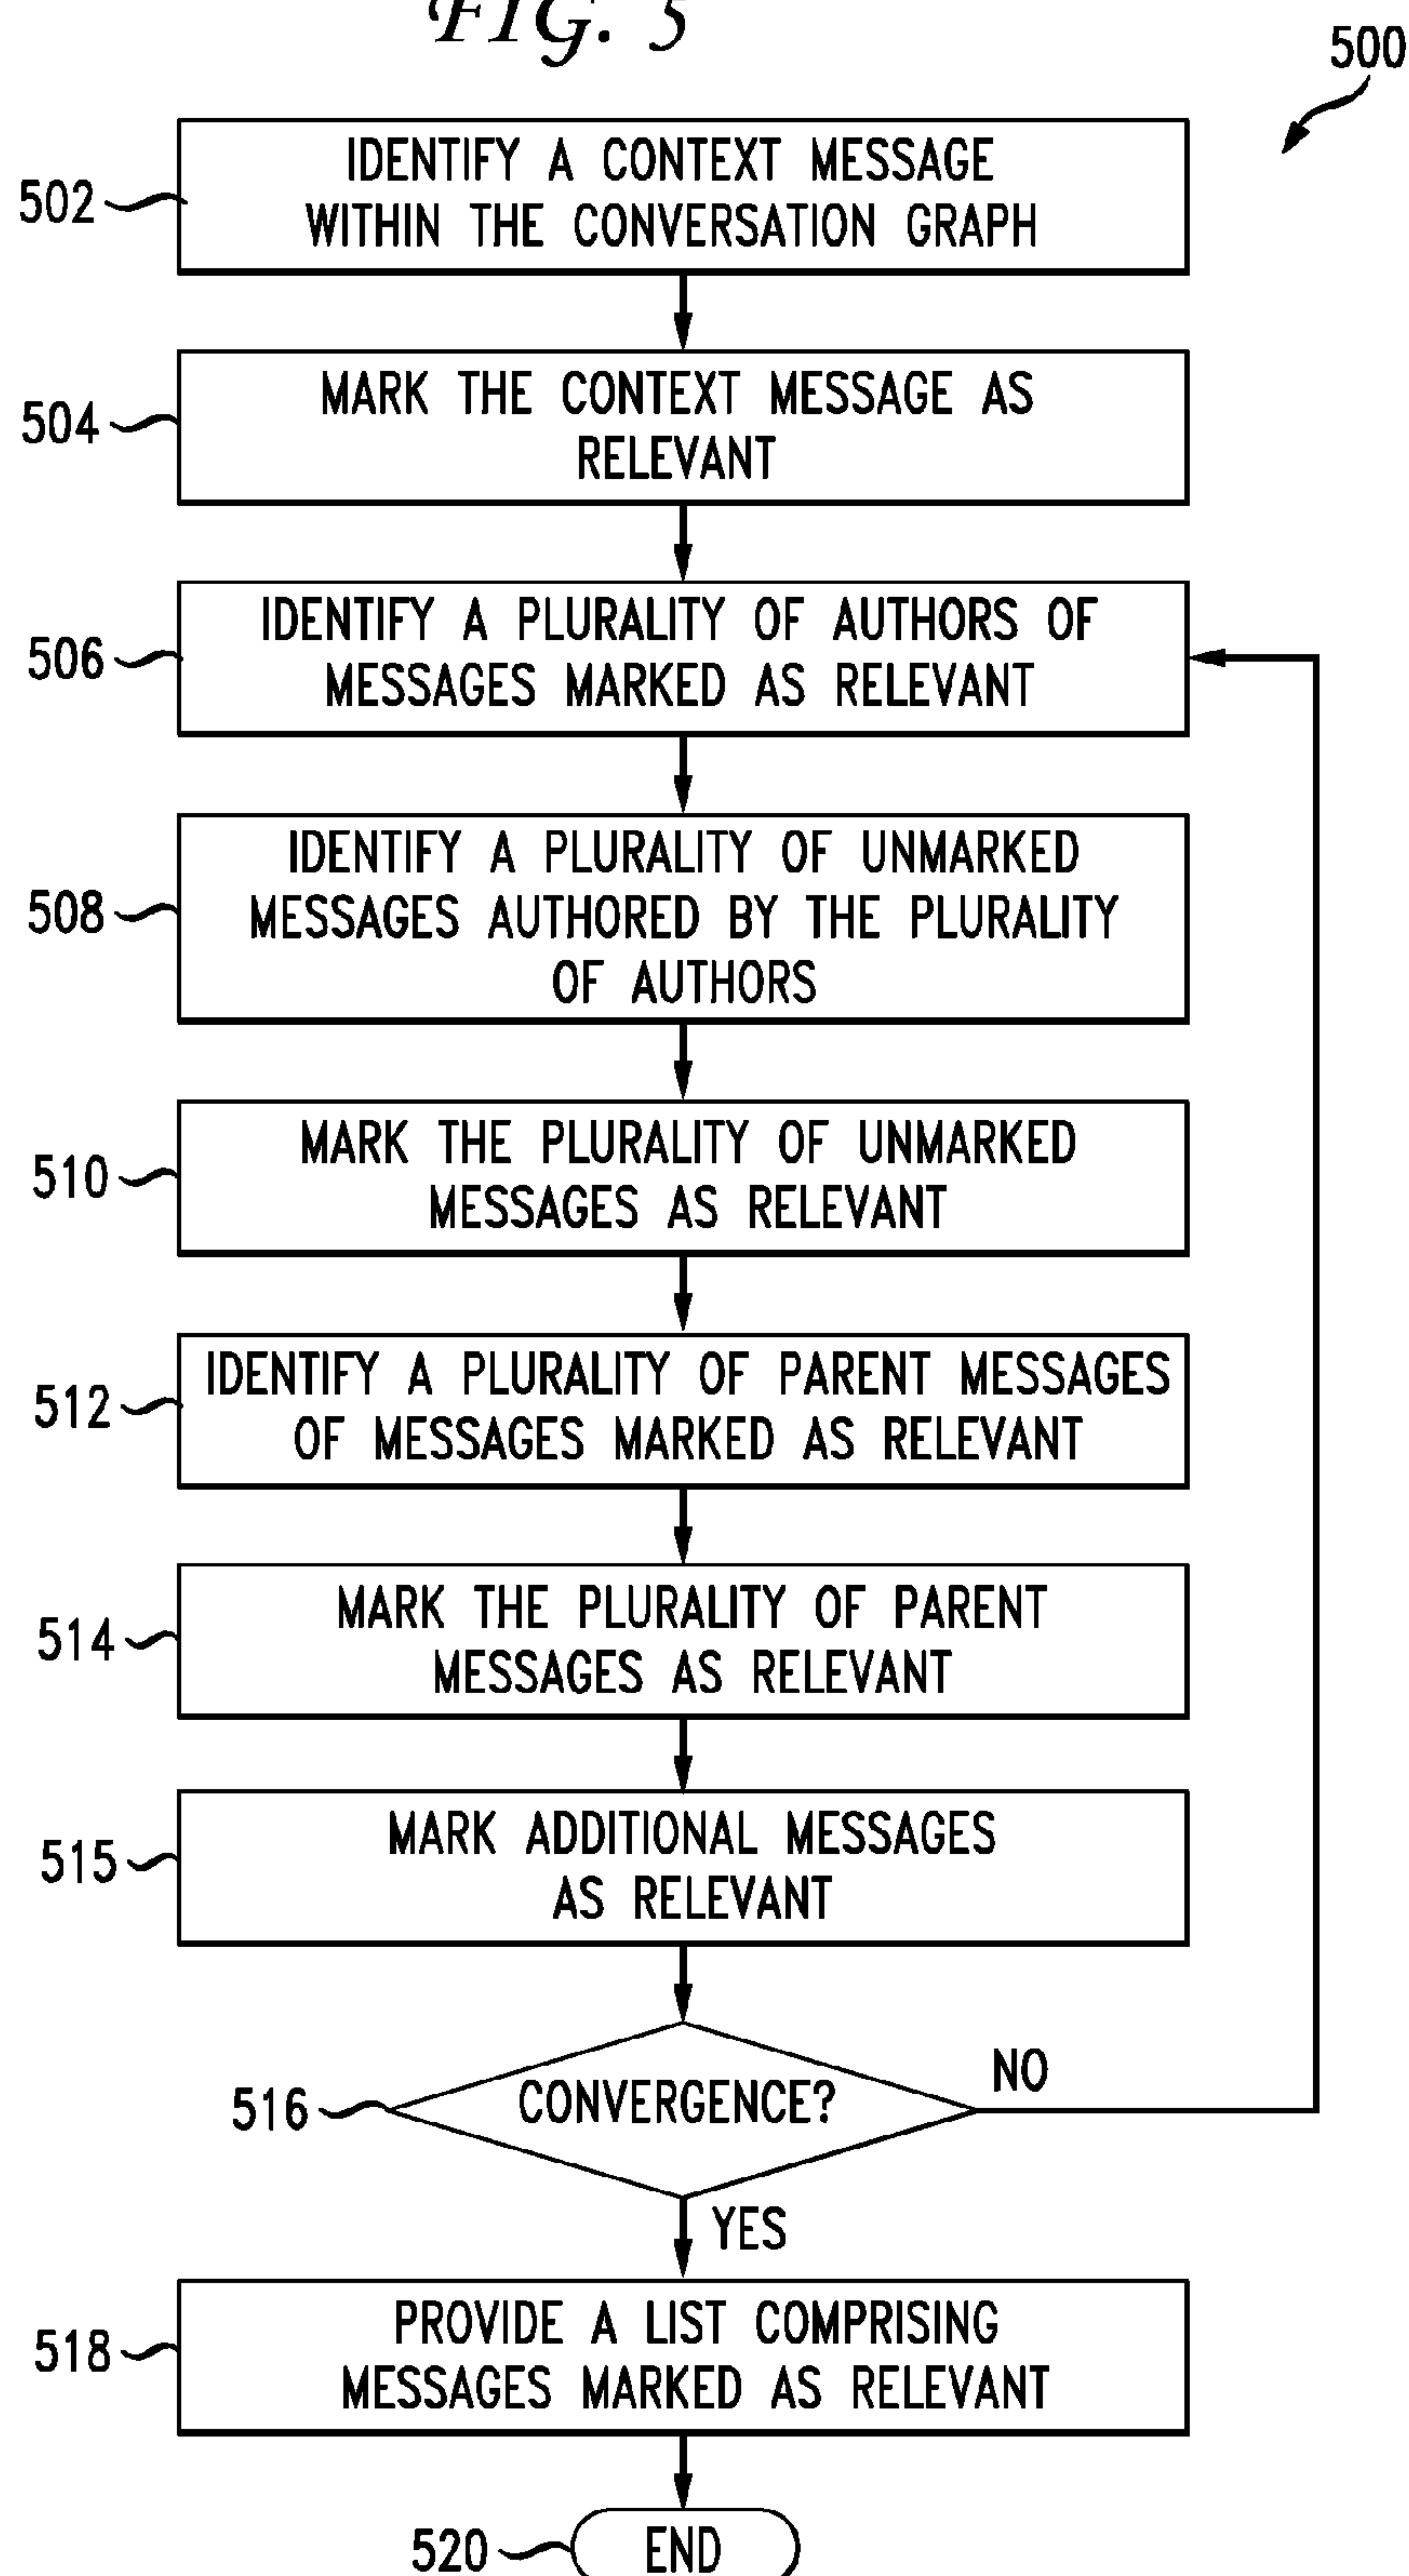 FIG. 5
500
502
IDENTIFY A CONTEXT MESSAGE
WITHIN THE CONVERSATION GRAPH
504
MARK THE CONTEXT MESSAGE AS
RELEVANT
506
IDENTIFY A PLURALITY OF AUTHORS OF
MESSAGES MARKED AS RELEVANT
508
IDENTIFY A PLURALITY OF UNMARKED
MESSAGES AUTHORED BY THE PLURALITY
OF AUTHORS
510
MARK THE PLURALITY OF UNMARKED
MESSAGES AS RELEVANT
512
IDENTIFY A PLURALITY OF PARENT MESSAGES
OF MESSAGES MARKED AS RELEVANT
514
MARK THE PLURALITY OF PARENT
MESSAGES AS RELEVANT
515
MARK ADDITIONAL MESSAGES
AS RELEVANT
516
CONVERGENCE?
NO
YES
518
PROVIDE A LIST COMPRISING
MESSAGES MARKED AS RELEVANT
520
END